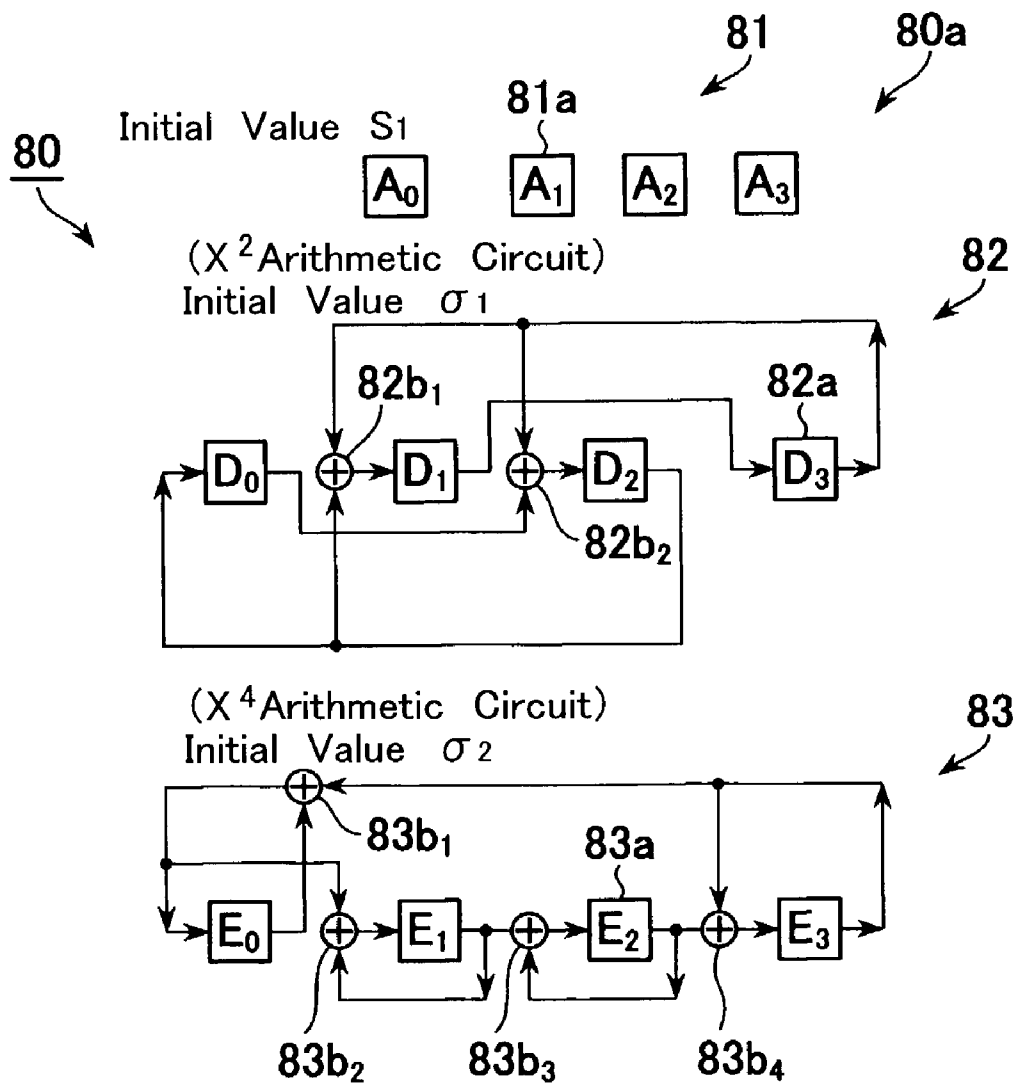 81 80a
81a
Initial Value S₁
80
A₀ A₁ A₂ A₃
(X² Arithmetic Circuit)
Initial Value σ₁
82
82b₁ 82a
D₀ D₁ D₂ D₃
82b₂
(X⁴ Arithmetic Circuit)
Initial Value σ₂
83
83b₁ 83a
E₀ E₁ E₂ E₃
83b₂ 83b₃ 83b₄